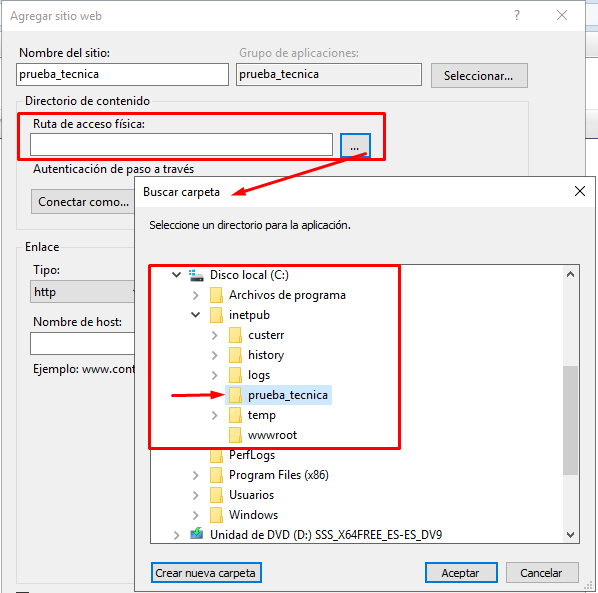 Agregar sitio web
Nombre del sitio:
Grupo de aplicaciones:
prueba_tecnica
prueba_tecnica
Seleccionar...
Directorio de contenido
Ruta de acceso física:
...
Autenticación de paso a través
Conectar como...
Enlace
Tipo:
http
Nombre de host:
Ejemplo: www.cont
Buscar carpeta
Seleccione un directorio para la aplicación.
Disco local (C:)
Archivos de programa
inetpub
custerr
history
logs
prueba_tecnica
temp
wwwroot
PerfLogs
Program Files (x86)
Usuarios
Windows
Unidad de DVD (D:) SSS_X64FREE_ES-ES_DV9
Crear nueva carpeta
Aceptar
Cancelar